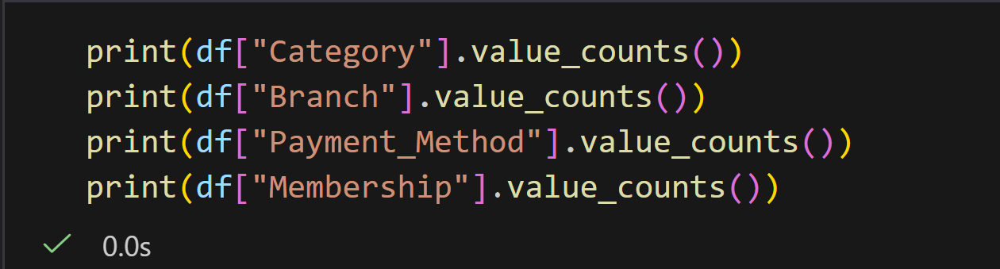 print(df["Category"].value_counts())
print(df["Branch"].value_counts())
print(df["Payment_Method"].value_counts())
print(df["Membership"].value_counts())
0.0s